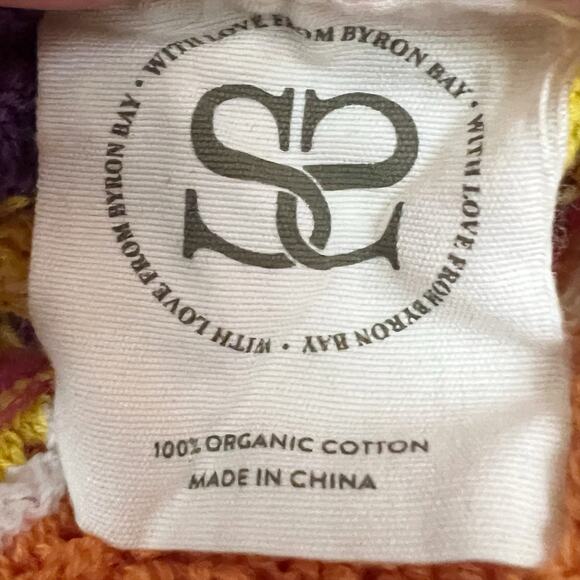 WITH LOVE FROM BYRON BAY • WITH LOVE FROM BYRON BAY • WITH LOVE FROM BYRON BAY •
SS
100% ORGANIC COTTON
MADE IN CHINA